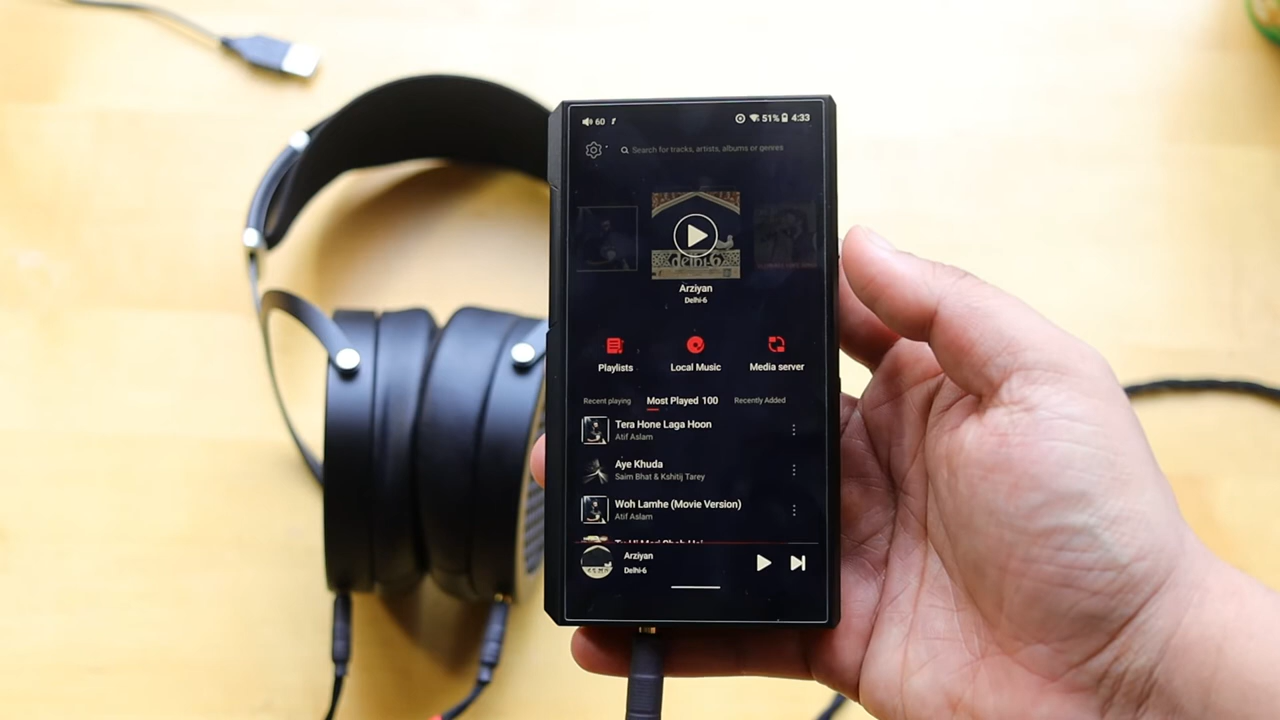 60
51% 4:33
Search for tracks, artists, albums or genres
delhi-6
Arziyan
Delhi-6
Playlists
Local Music
Media server
Recent playing
Most Played 100
Recently Added
Tera Hone Laga Hoon
Atif Aslam
Aye Khuda
Saim Bhat & Kshitij Tarey
Woh Lamhe (Movie Version)
Atif Aslam
Arziyan
Delhi-6